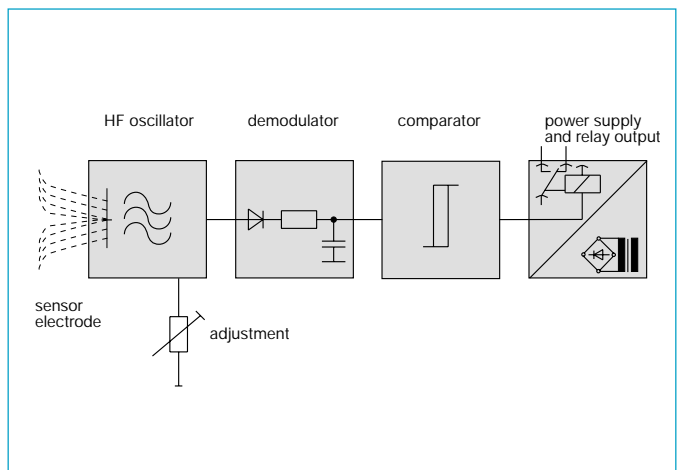 HF oscillator
demodulator
comparator
power supply
and relay output
sensor
electrode
adjustment